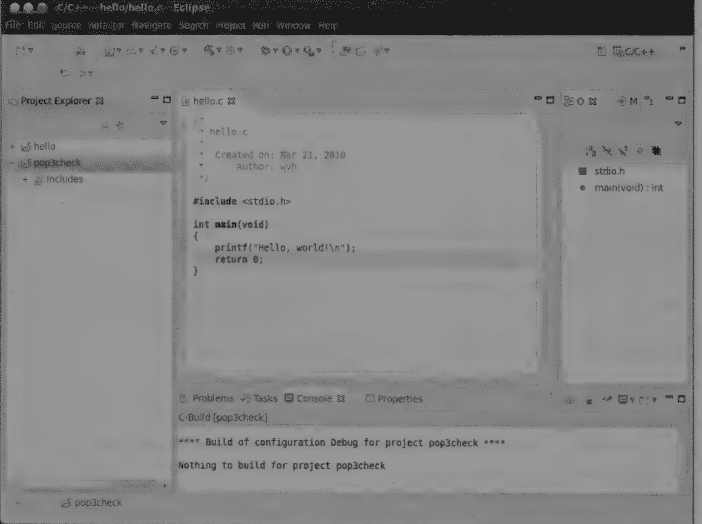 C/C++ - hello/hello.c - Eclipse
File Edit Source Refactor Navigate Search Project Run Window Help
C/C++
Project Explorer
hello
pop3check
Includes
hello.c
/*
* hello.c
*
*  Created on: Mar 21, 2010
*      Author: wvh
*/
#include <stdio.h>
int main(void)
{
printf("Hello, world!\n");
return 0;
}
O M "1
stdio.h
main(void) : int
Problems Tasks Console Properties
C-Build [pop3check]
**** Build of configuration Debug for project pop3check ****
Nothing to build for project pop3check
pop3check